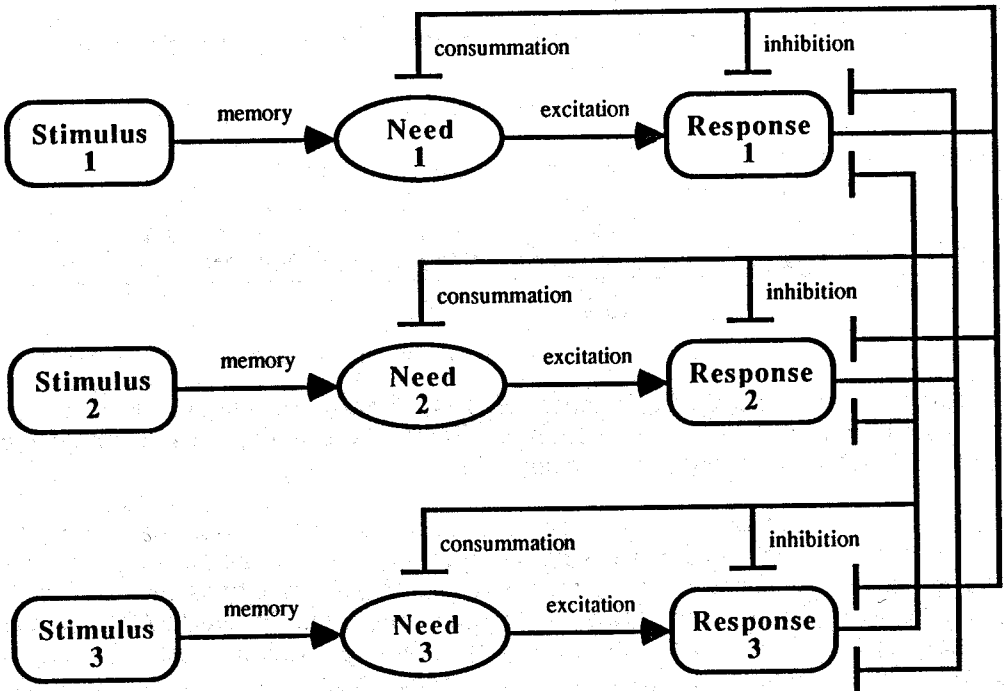 consummation
inhibition
memory
excitation
Stimulus
1
Need
1
Response
1
consummation
inhibition
memory
excitation
Stimulus
2
Need
2
Response
2
consummation
inhibition
memory
excitation
Stimulus
3
Need
3
Response
3